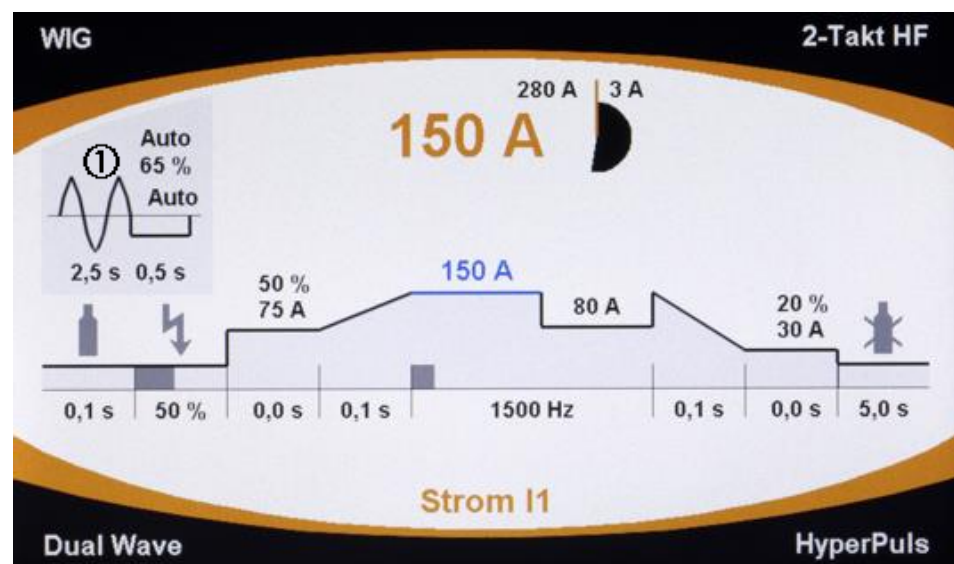 WIG
2-Takt HF
280 A 3 A
150 A
①
Auto
65 %
Auto
2,5 s 0,5 s
50 %
75 A
150 A
80 A
20 %
30 A
0,1 s 50 % 0,0 s 0,1 s 1500 Hz 0,1 s 0,0 s 5,0 s
Strom I1
Dual Wave
HyperPuls